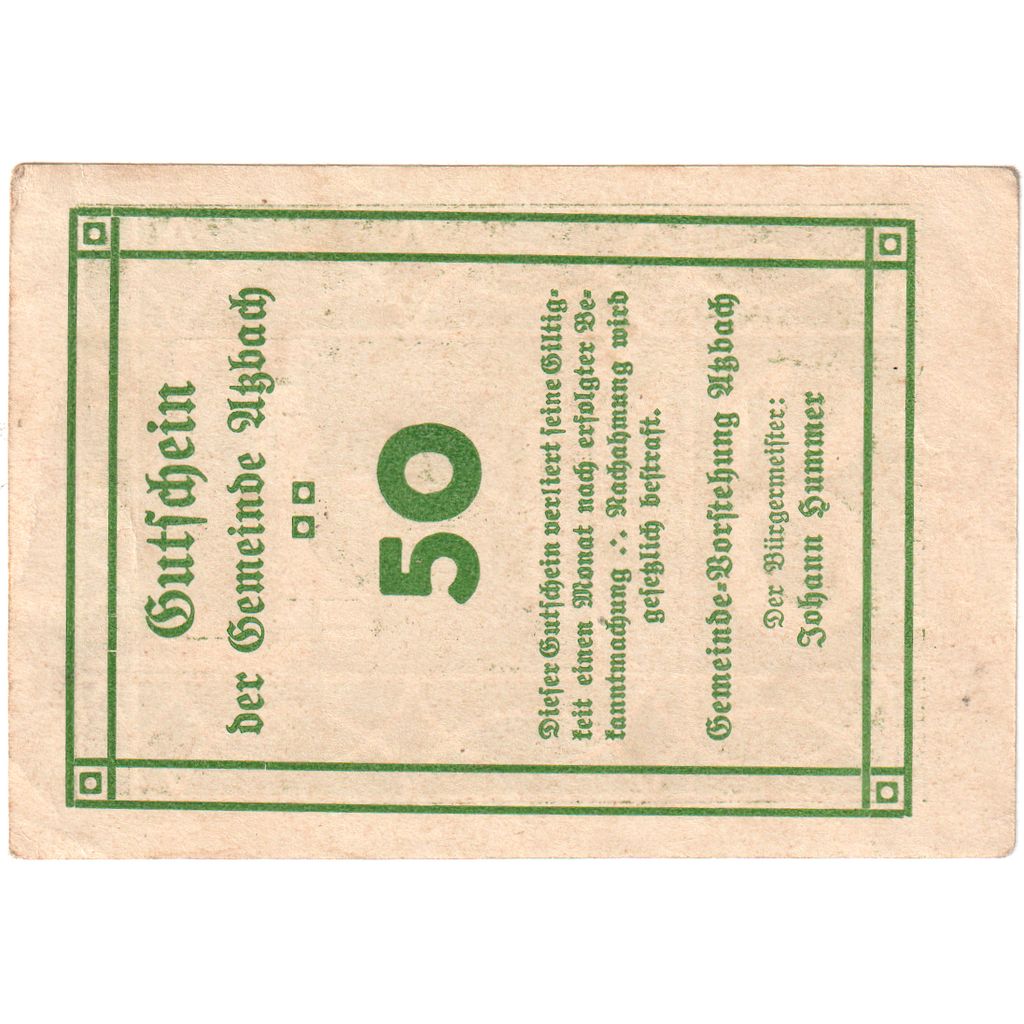 Gutschein
der Gemeinde Atzbach
50
Dieser Gutschein verliert seine Giltig-
keit einen Monat nach erfolgter Be-
kanntmachung ∴ Nachahmung wird
gesetzlich bestraft.
Gemeinde-Vorstehung Atzbach
Der Bürgermeister:
Johann Hummer